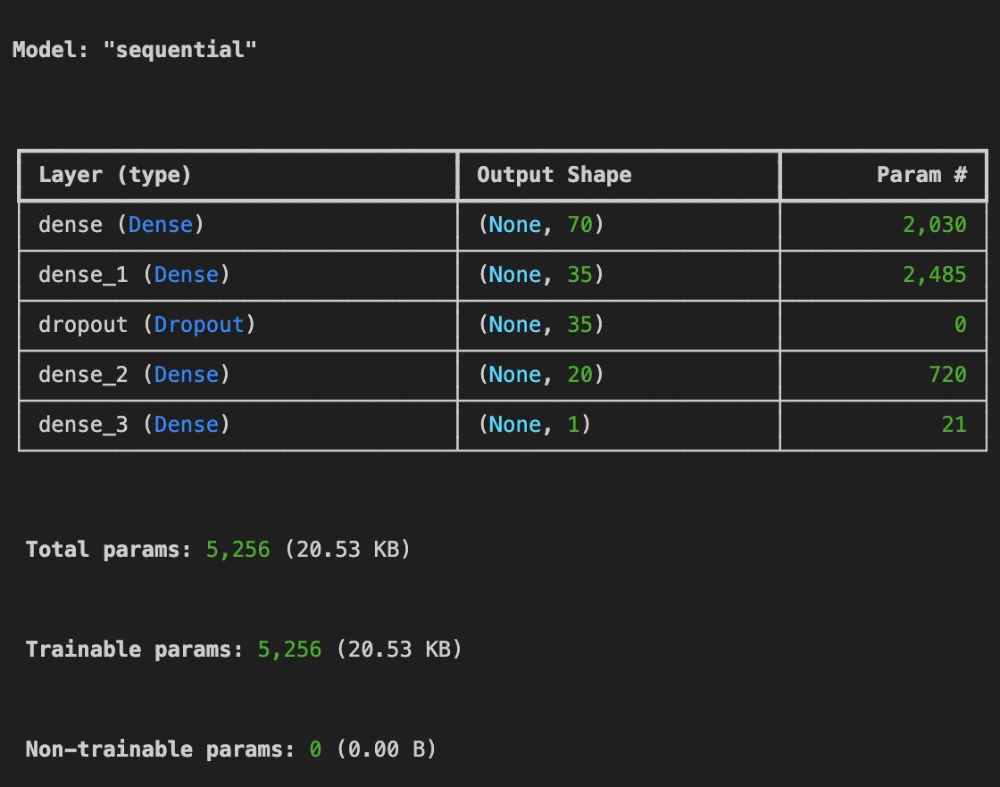 Model: "sequential"
Layer (type) Output Shape Param #
dense (Dense) (None, 70) 2,030
dense_1 (Dense) (None, 35) 2,485
dropout (Dropout) (None, 35) 0
dense_2 (Dense) (None, 20) 720
dense_3 (Dense) (None, 1) 21
Total params: 5,256 (20.53 KB)
Trainable params: 5,256 (20.53 KB)
Non-trainable params: 0 (0.00 B)